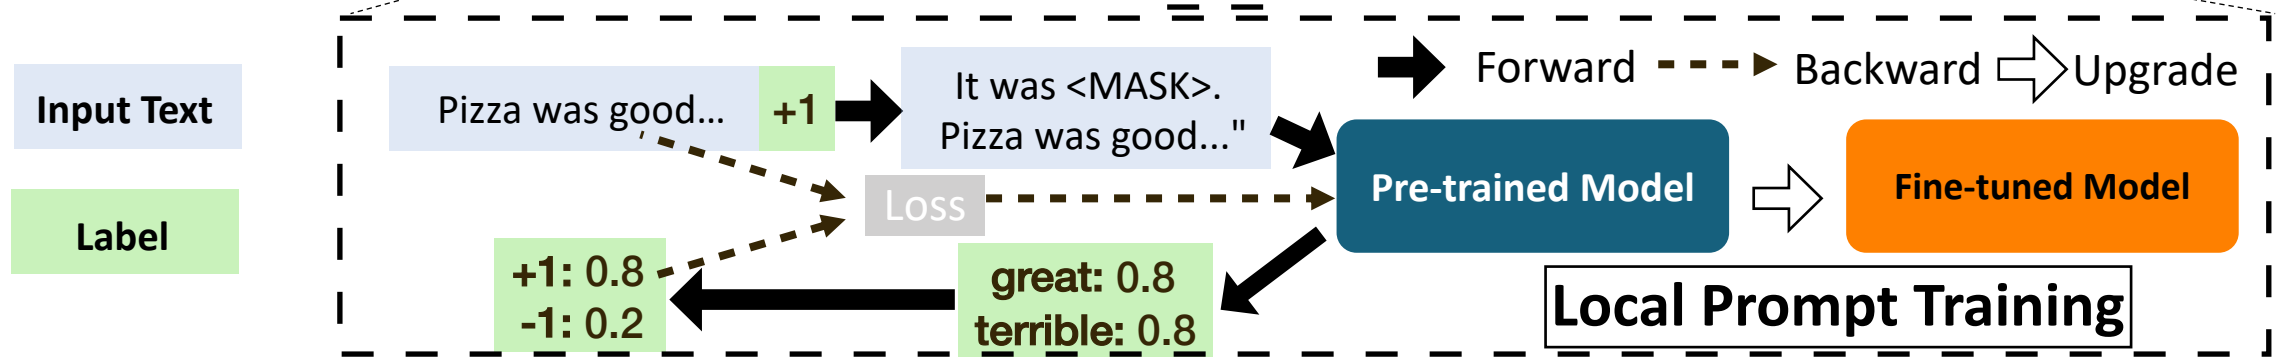 Input Text
Label
Pizza was good... +1
It was <MASK>.
Pizza was good..."
Forward
Backward
Upgrade
Loss
Pre-trained Model
Fine-tuned Model
+1: 0.8
-1: 0.2
great: 0.8
terrible: 0.8
Local Prompt Training